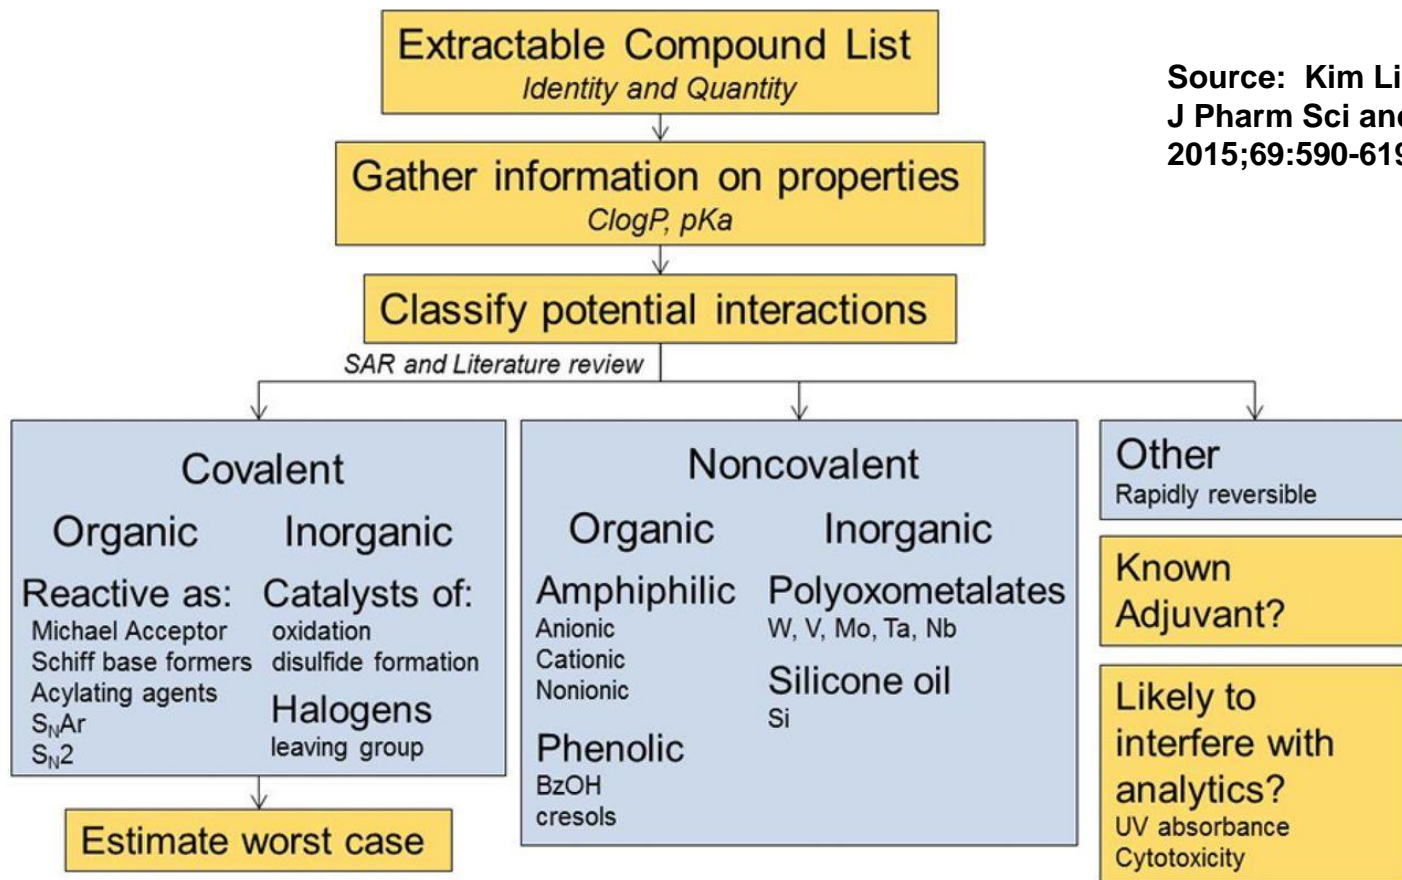 Extractable Compound List
Identity and Quantity
Source: Kim Li
J Pharm Sci an
2015;69:590-619
Gather information on properties
ClogP, pKa
Classify potential interactions
SAR and Literature review
Covalent
Organic
Inorganic
Reactive as:
Michael Acceptor
Schiff base formers
Acylating agents
SₙAr
Sₙ2
Catalysts of:
oxidation
disulfide formation
Halogens
leaving group
Estimate worst case
Noncovalent
Organic
Inorganic
Amphiphilic
Anionic
Cationic
Nonionic
Phenolic
BzOH
cresols
Polyoxometalates
W, V, Mo, Ta, Nb
Silicone oil
Si
Other
Rapidly reversible
Known
Adjuvant?
Likely to
interfere with
analytics?
UV absorbance
Cytotoxicity